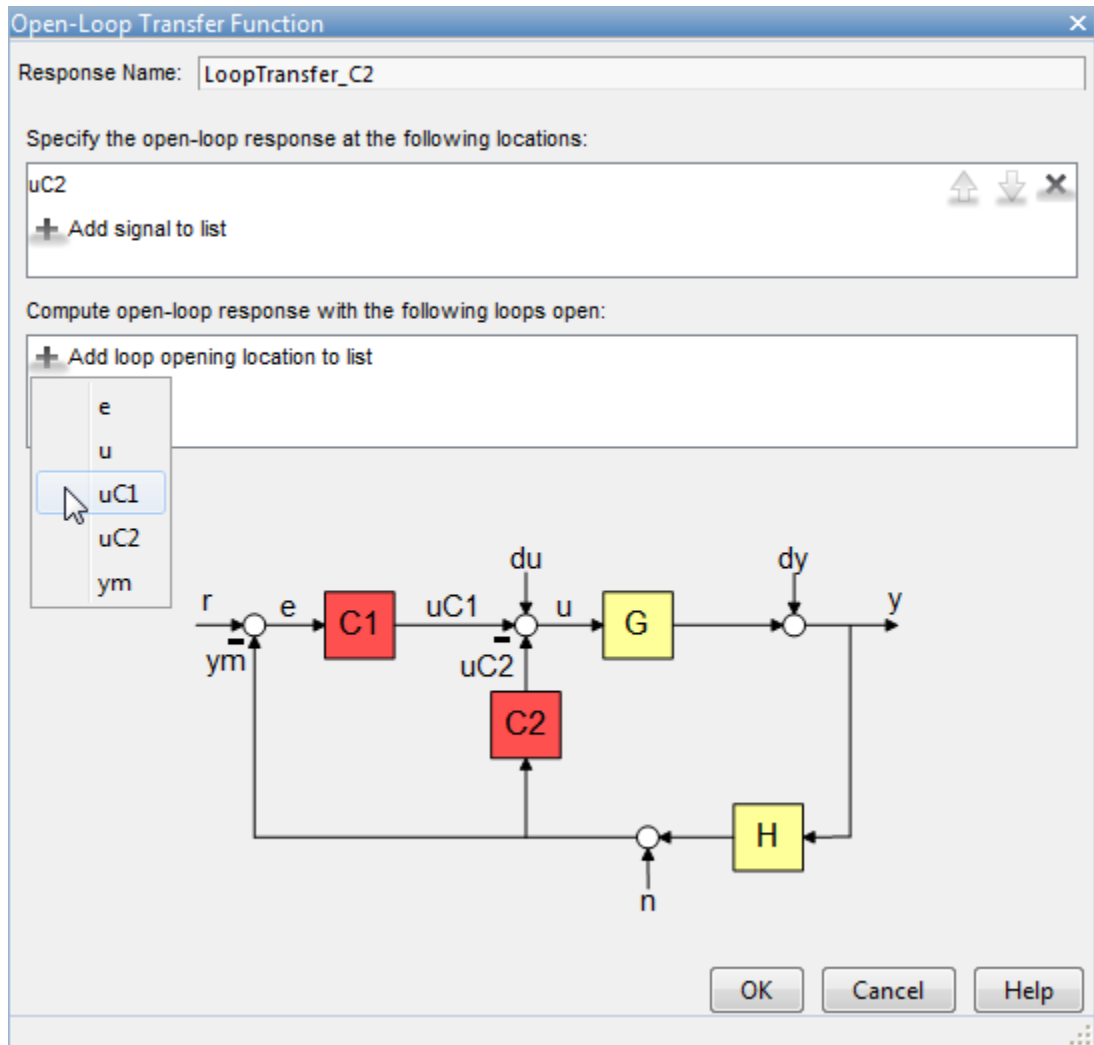 Open-Loop Transfer Function
Response Name: LoopTransfer_C2
Specify the open-loop response at the following locations:
uC2
Add signal to list
Compute open-loop response with the following loops open:
Add loop opening location to list
e
u
uC1
uC2
ym
du dy
r e C1 uC1 u G y
ym uC2
C2
H
n
OK Cancel Help